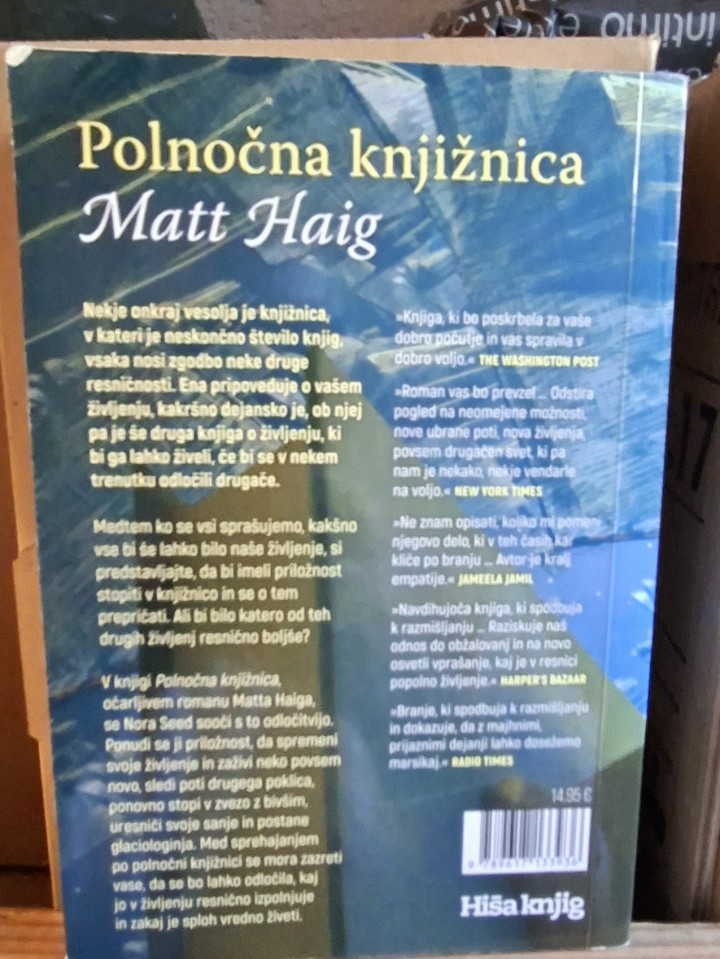 intimo
Polnočna knjižnica
Matt Haig
Nekje onkraj vesolja je knjižnica,
v kateri je neskončno število knjig,
vsaka nosi zgodbo neke druge
resničnosti. Ena pripoveduje o vašem
življenju, kakršno dejansko je, ob njej
pa je še druga knjiga o življenju, ki
bi ga lahko živeli, če bi se v nekem
trenutku odločili drugače.
Medtem ko se vsi sprašujemo, kakšno
vse bi še lahko bilo naše življenje, si
predstavljajte, da bi imeli priložnost
stopiti v knjižnico in se o tem
prepričati. Ali bi bilo katero od teh
drugih življenj resnično boljše?
V knjigi Polnočna knjižnica,
očarljivem romanu Matta Haiga,
se Nora Seed sooči s to odločitvijo.
Ponudi se ji priložnost, da spremeni
svoje življenje in zaživi neko povsem
novo, sledi poti drugega poklica,
ponovno stopi v zvezo z bivšim,
uresniči svoje sanje in postane
glaciologinja. Med sprehajanjem
po polnočni knjižnici se mora zazreti
vase, da se bo lahko odločila, kaj
jo v življenju resnično izpolnjuje
in zakaj je sploh vredno živeti.
»Knjiga, ki bo poskrbela za vaše
dobro počutje in vas spravila v
dobro voljo.« THE WASHINGTON POST
»Roman vas bo prevzel ... Odstira
pogled na neomejene možnosti,
nove ubrane poti, nova življenja,
povsem drugačen svet, ki pa
nam je nekako, nekje vendarle
na voljo.« NEW YORK TIMES
»Ne znam opisati, koliko mi pomeni
njegovo delo, ki v teh časih kar
kliče po branju ... Avtor je kralj
empatije.« JAMEELA JAMIL
»Navdihujoča knjiga, ki spodbuja
k razmišljanju ... Raziskuje naš
odnos do obžalovanj in na novo
osvetli vprašanje, kaj je v resnici
popolno življenje.« HARPER'S BAZAAR
»Branje, ki spodbuja k razmišljanju
in dokazuje, da z majhnimi,
prijaznimi dejanji lahko dosežemo
marsikaj.« RADIO TIMES
14.95 €
9 789617 133936
Hiša knjig
17